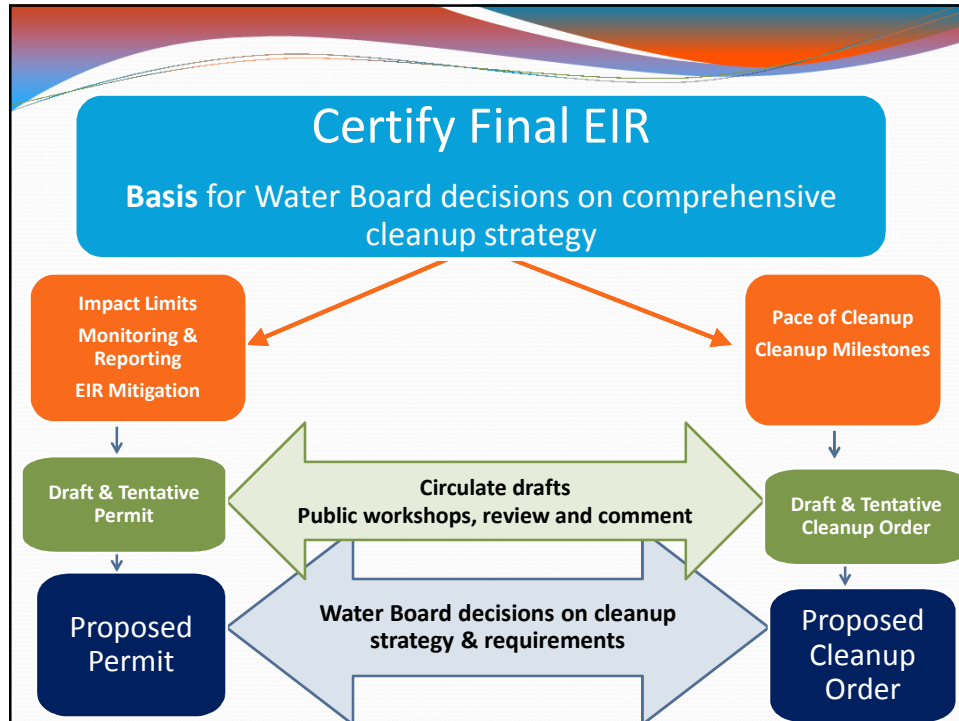 Certify Final EIR
Basis for Water Board decisions on comprehensive
cleanup strategy
Impact Limits
Monitoring &
Reporting
EIR Mitigation
Pace of Cleanup
Cleanup Milestones
Draft & Tentative
Permit
Circulate drafts
Public workshops, review and comment
Draft & Tentative
Cleanup Order
Proposed
Permit
Water Board decisions on cleanup
strategy & requirements
Proposed
Cleanup
Order